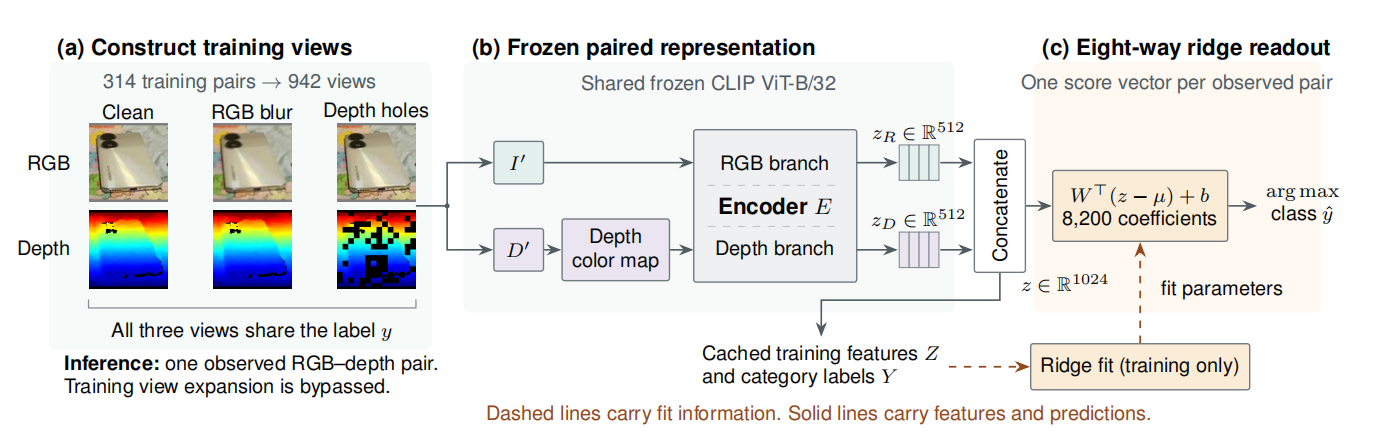 (a) Construct training views
314 training pairs → 942 views
Clean
RGB blur
Depth holes
RGB
Depth
All three views share the label y
Inference: one observed RGB–depth pair.
Training view expansion is bypassed.
(b) Frozen paired representation
Shared frozen CLIP ViT-B/32
I′
D′
Depth
color map
RGB branch
Encoder E
Depth branch
z_R ∈ ℝ^512
z_D ∈ ℝ^512
Concatenate
z ∈ ℝ^1024
Cached training features Z
and category labels Y
(c) Eight-way ridge readout
One score vector per observed pair
W^⊤(z − μ) + b
8,200 coefficients
arg max
class ŷ
fit parameters
Ridge fit (training only)
Dashed lines carry fit information. Solid lines carry features and predictions.